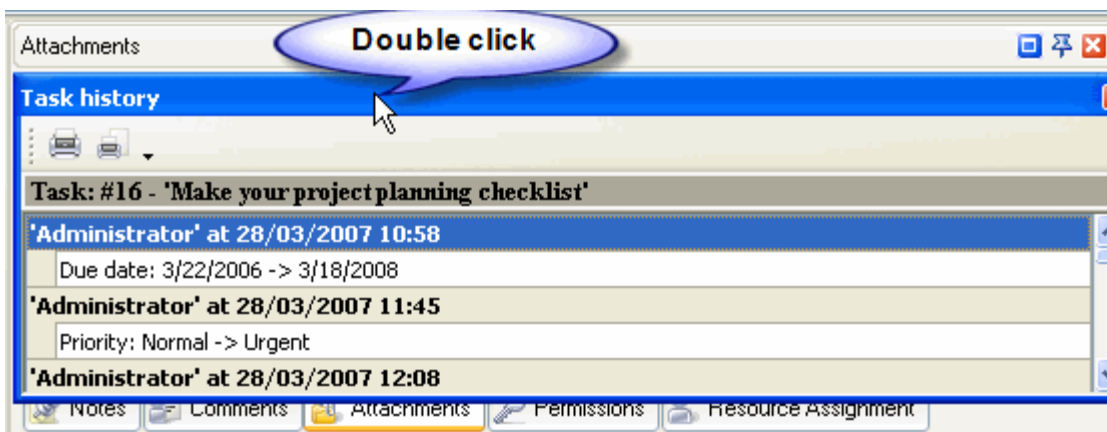 Double click
Attachments
Task history
Task: #16 - 'Make your project planning checklist'
'Administrator' at 28/03/2007 10:58
Due date: 3/22/2006 -> 3/18/2008
'Administrator' at 28/03/2007 11:45
Priority: Normal -> Urgent
'Administrator' at 28/03/2007 12:08
Notes Comments Attachments Permissions Resource Assignment